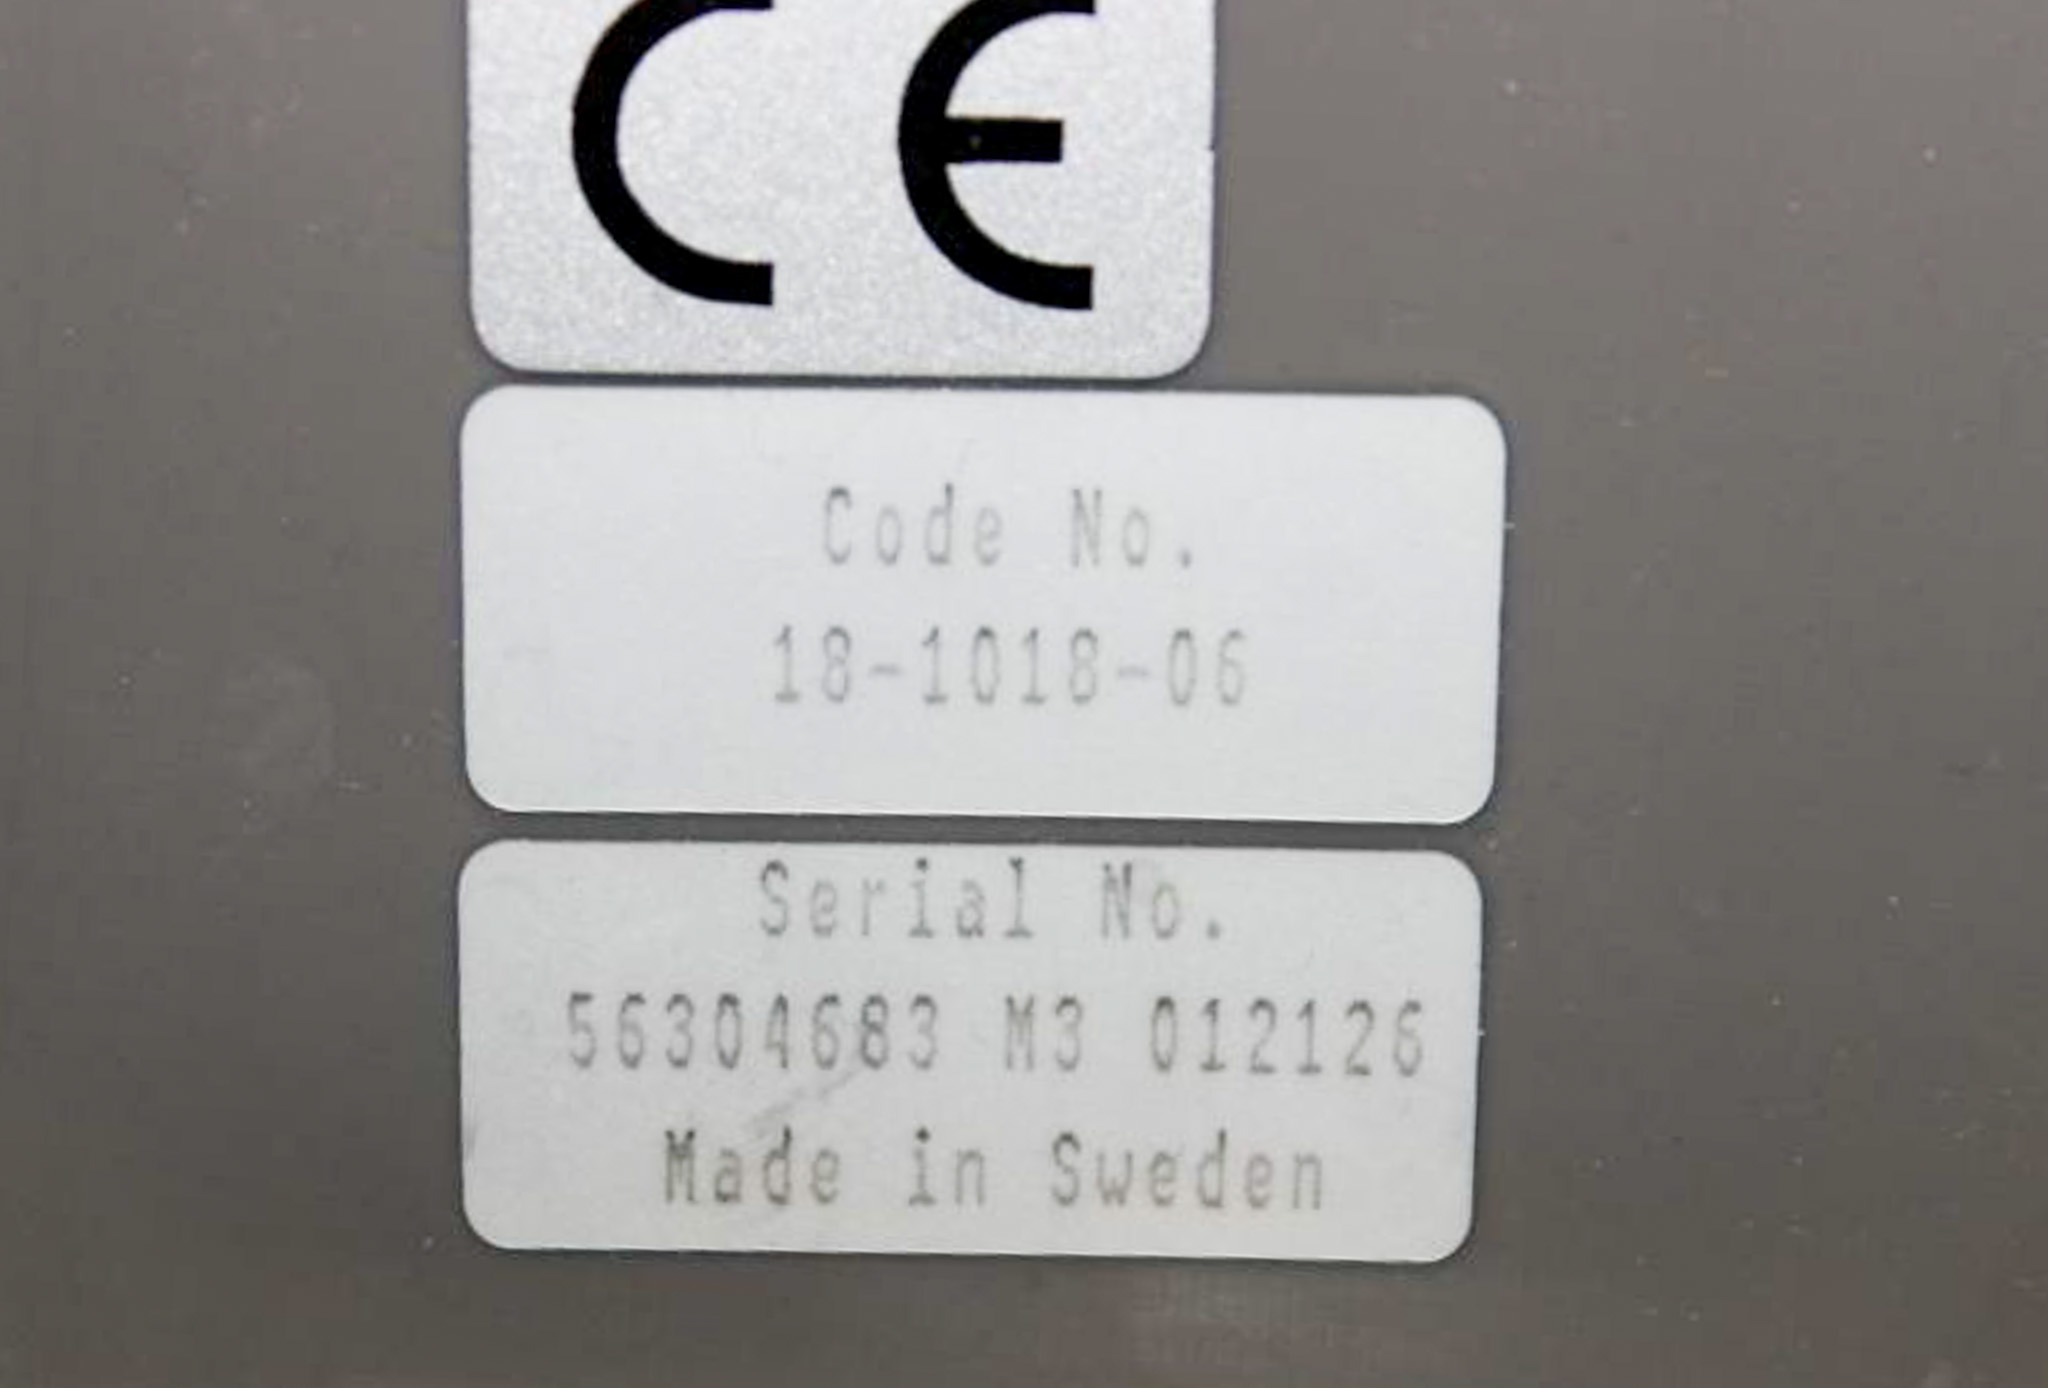 CE
Code No.
18-1018-06
Serial No.
56304683 M3 012126
Made in Sweden